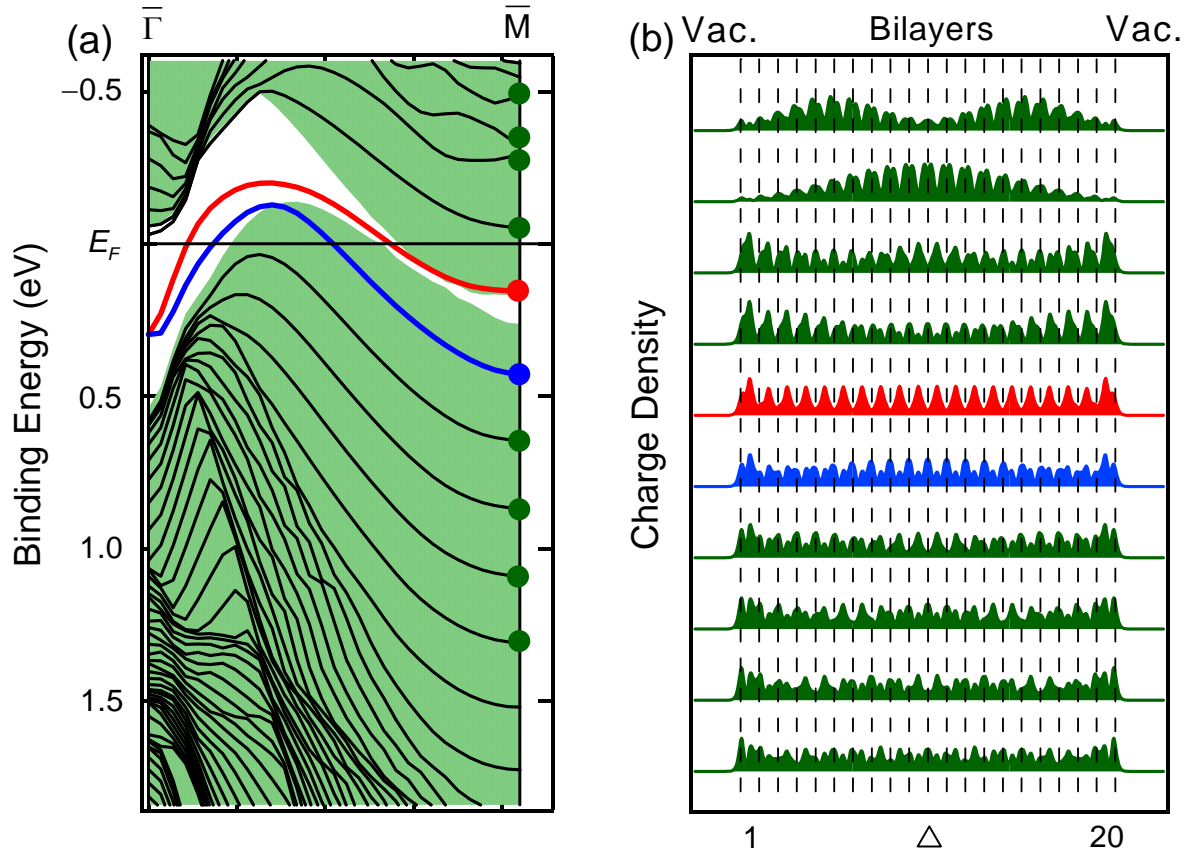 (a)
Γ̅
M̅
Binding Energy (eV)
−0.5
E_F
0.5
1.0
1.5
(b)
Vac.
Bilayers
Vac.
Charge Density
1
△
20